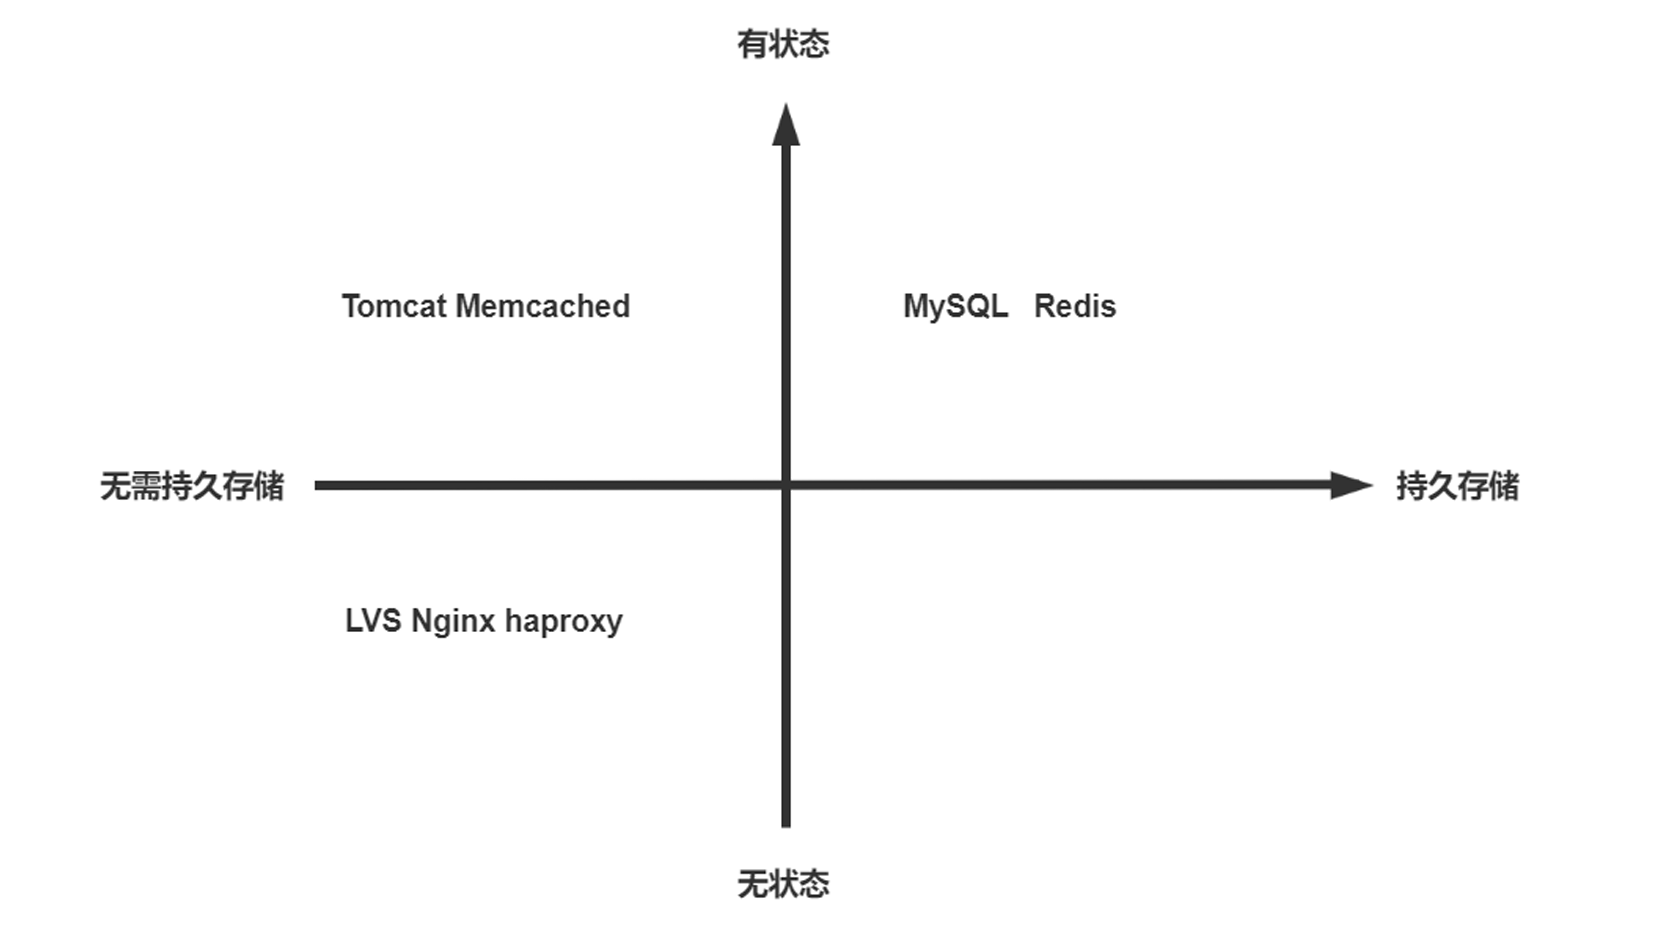 有状态
Tomcat Memcached
MySQL Redis
无需持久存储
持久存储
LVS Nginx haproxy
无状态